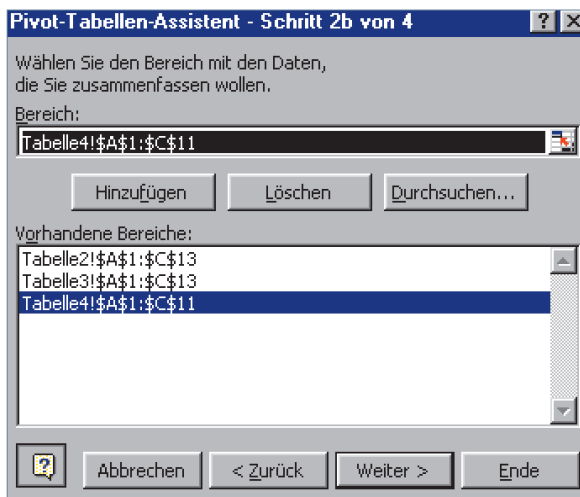 Pivot-Tabellen-Assistent - Schritt 2b von 4
Wählen Sie den Bereich mit den Daten,
die Sie zusammenfassen wollen.
Bereich:
Tabelle4!$A$1:$C$11
Hinzufügen Löschen Durchsuchen...
Vorhandene Bereiche:
Tabelle2!$A$1:$C$13
Tabelle3!$A$1:$C$13
Tabelle4!$A$1:$C$11
Abbrechen < Zurück Weiter > Ende